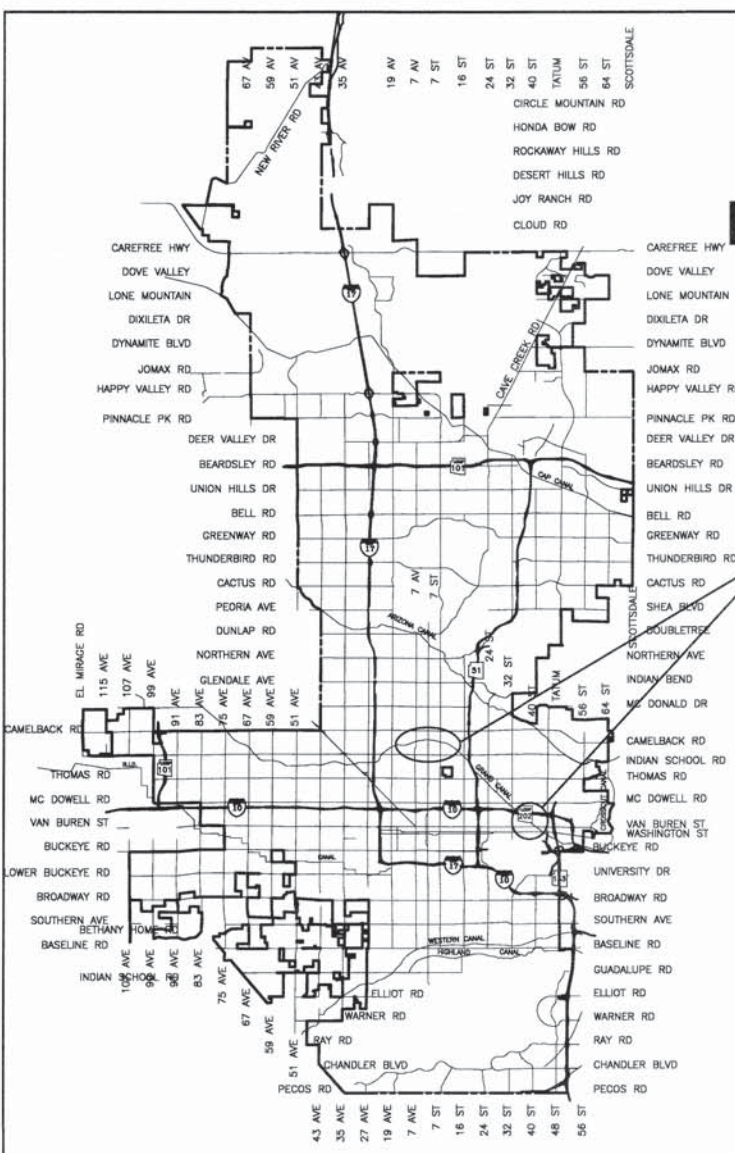 67 AV
59 AV
51 AV
43 AV
35 AV
19 AV
7 AV
7 ST
16 ST
24 ST
32 ST
40 ST
TATUM
56 ST
64 ST
SCOTTSDALE
CIRCLE MOUNTAIN RD
HONDA BOW RD
ROCKAWAY HILLS RD
DESERT HILLS RD
JOY RANCH RD
CLOUD RD
NEW RIVER RD
CAREFREE HWY
DOVE VALLEY
LONE MOUNTAIN
DIXILETA DR
DYNAMITE BLVD
JOMAX RD
HAPPY VALLEY RD
PINNACLE PK RD
DEER VALLEY DR
BEARDSLEY RD
UNION HILLS DR
BELL RD
GREENWAY RD
THUNDERBIRD RD
CACTUS RD
PEORIA AVE
DUNLAP RD
NORTHERN AVE
GLENDALE AVE
17
CAVE CREEK RD
101
CAP CANAL
17
7 AV
7 ST
ARIZONA CANAL
51
24 ST
32 ST
40 ST
TATUM
56 ST
64 ST
SCOTTSDALE
CAREFREE HWY
DOVE VALLEY
LONE MOUNTAIN
DIXILETA DR
DYNAMITE BLVD
JOMAX RD
HAPPY VALLEY R
PINNACLE PK RD
DEER VALLEY DR
BEARDSLEY RD
UNION HILLS DR
BELL RD
GREENWAY RD
THUNDERBIRD RD
CACTUS RD
SHEA BLVD
DOUBLETREE
NORTHERN AVE
INDIAN BEND
MC DONALD DR
CAMELBACK RD
INDIAN SCHOOL RD
THOMAS RD
MC DOWELL RD
VAN BUREN ST
WASHINGTON ST
BUCKEYE RD
UNIVERSITY DR
BROADWAY RD
SOUTHERN AVE
BASELINE RD
GUADALUPE RD
ELLIOT RD
WARNER RD
RAY RD
CHANDLER BLVD
PECOS RD
EL MIRAGE RD
115 AVE
107 AVE
99 AVE
91 AVE
83 AVE
75 AVE
67 AVE
59 AVE
51 AVE
CAMELBACK RD
THOMAS RD
MC DOWELL RD
VAN BUREN ST
BUCKEYE RD
LOWER BUCKEYE RD
BROADWAY RD
SOUTHERN AVE
BETHANY HOME RD
BASELINE RD
INDIAN SCHOOL RD
101
10
10
GRAND CANAL
202
CROSSCUT CANAL
CANAL
17
10
WESTERN CANAL
HIGHLAND CANAL
99 AVE
83 AVE
75 AVE
67 AVE
59 AVE
51 AVE
ELLIOT RD
WARNER RD
RAY RD
CHANDLER BLVD
PECOS RD
43 AVE
35 AVE
27 AVE
19 AVE
7 AVE
7 ST
16 ST
24 ST
32 ST
40 ST
48 ST
56 ST